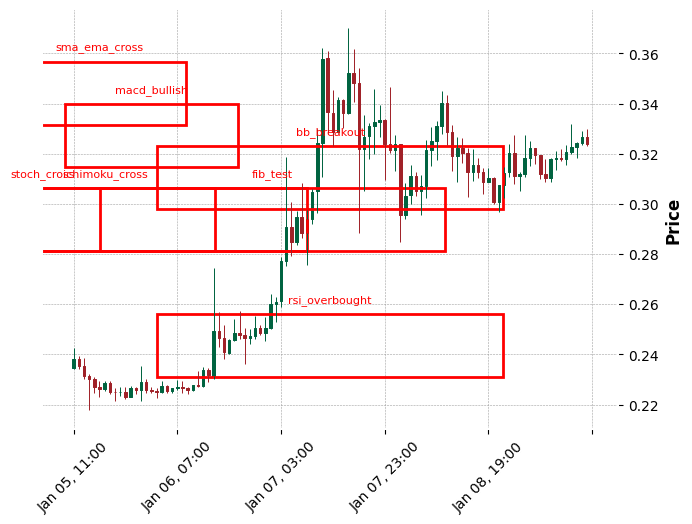 sma_ema_cross
macd_bullish
bb_breakout
stoch_cross
ichimoku_cross
fib_test
rsi_overbought
0.36
0.34
0.32
0.30
0.28
0.26
0.24
0.22
Price
Jan 05, 11:00
Jan 06, 07:00
Jan 07, 03:00
Jan 07, 23:00
Jan 08, 19:00